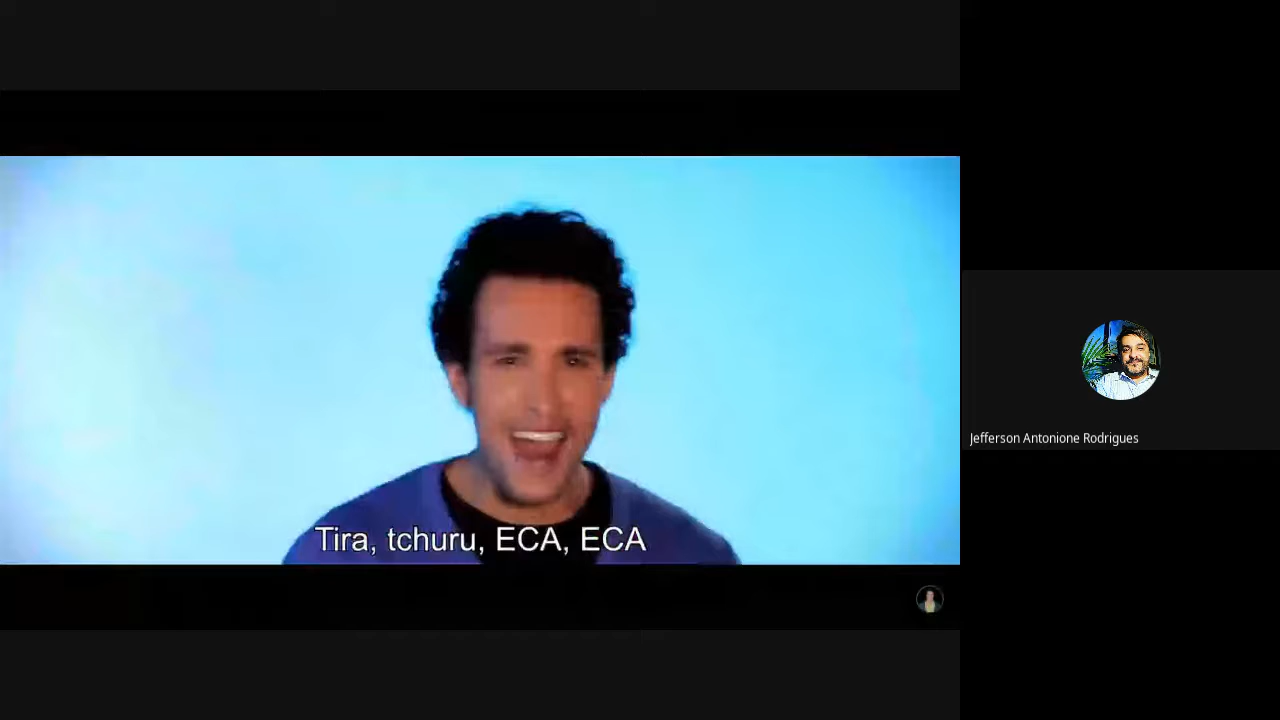 Tira, tchuru, ECA, ECA
Jefferson Antonione Rodrigues